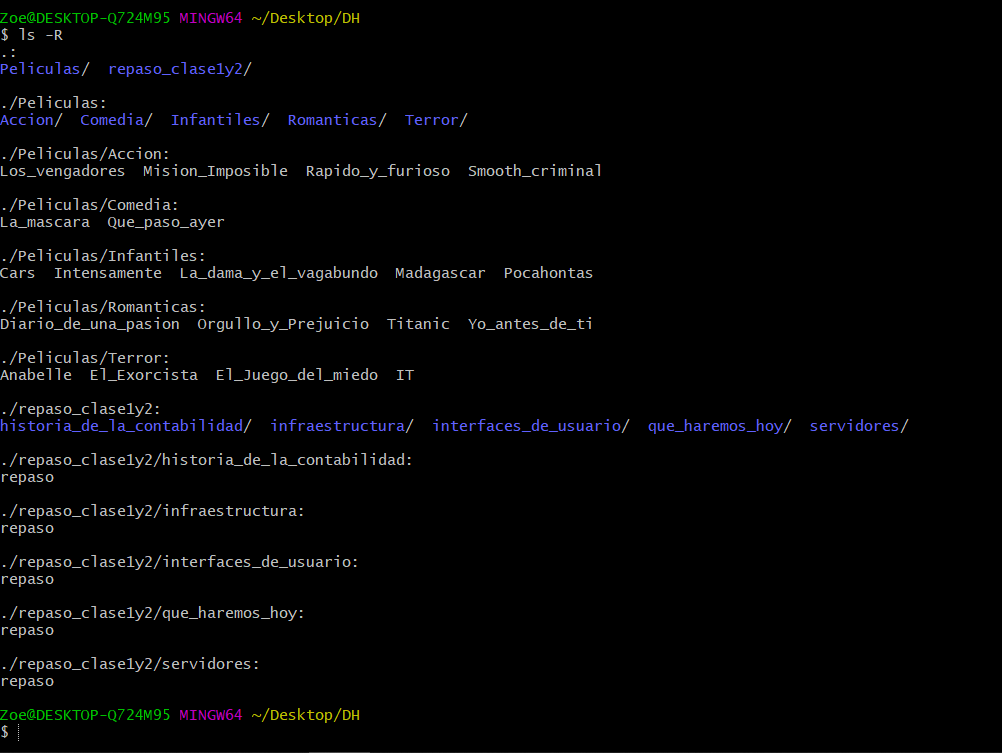 Zoe@DESKTOP-Q724M95 MINGW64 ~/Desktop/DH
$ ls -R
.:
Peliculas/  repaso_clase1y2/

./Peliculas:
Accion/  Comedia/  Infantiles/  Romanticas/  Terror/

./Peliculas/Accion:
Los_vengadores  Mision_Imposible  Rapido_y_furioso  Smooth_criminal

./Peliculas/Comedia:
La_mascara  Que_paso_ayer

./Peliculas/Infantiles:
Cars  Intensamente  La_dama_y_el_vagabundo  Madagascar  Pocahontas

./Peliculas/Romanticas:
Diario_de_una_pasion  Orgullo_y_Prejuicio  Titanic  Yo_antes_de_ti

./Peliculas/Terror:
Anabelle  El_Exorcista  El_Juego_del_miedo  IT

./repaso_clase1y2:
historia_de_la_contabilidad/  infraestructura/  interfaces_de_usuario/  que_haremos_hoy/  servidores/

./repaso_clase1y2/historia_de_la_contabilidad:
repaso

./repaso_clase1y2/infraestructura:
repaso

./repaso_clase1y2/interfaces_de_usuario:
repaso

./repaso_clase1y2/que_haremos_hoy:
repaso

./repaso_clase1y2/servidores:
repaso

Zoe@DESKTOP-Q724M95 MINGW64 ~/Desktop/DH
$